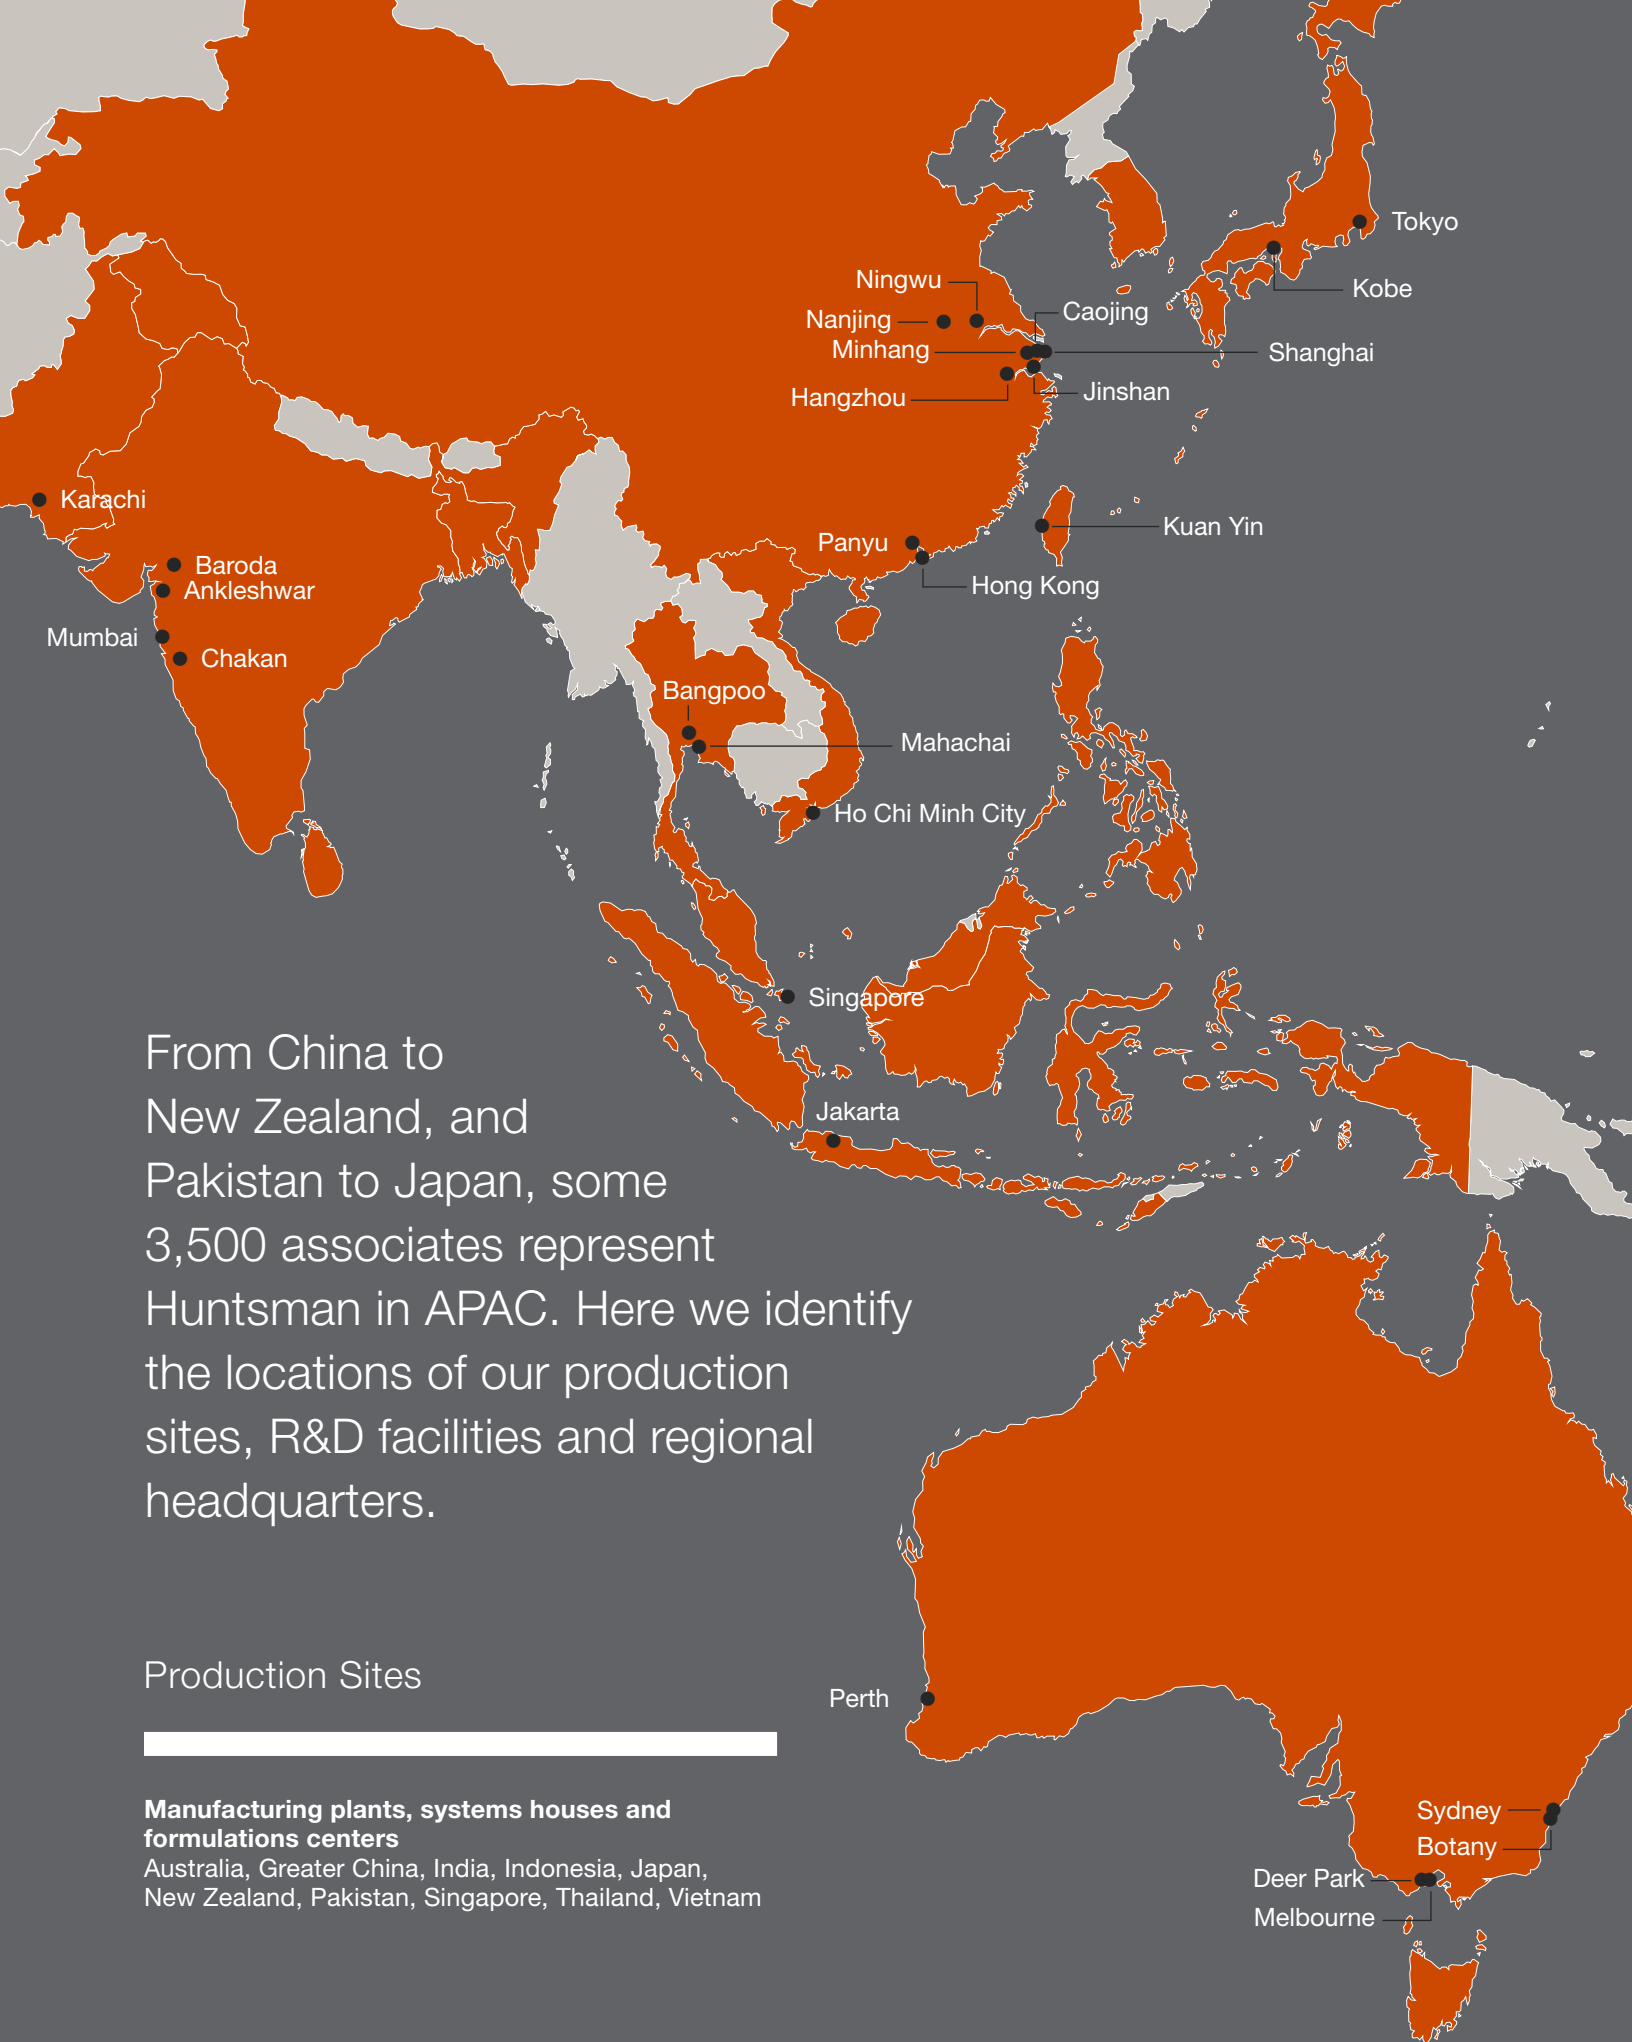 Tokyo
Ningwu
Kobe
Caojing
Nanjing
Minhang
Shanghai
Hangzhou
Jinshan
Karachi
Kuan Yin
Panyu
Baroda
Hong Kong
Ankleshwar
Mumbai
Chakan
Bangpoo
Mahachai
Ho Chi Minh City
Singapore
Jakarta
From China to
New Zealand, and
Pakistan to Japan, some
3,500 associates represent
Huntsman in APAC. Here we identify
the locations of our production
sites, R&D facilities and regional
headquarters.
Production Sites
Perth
Manufacturing plants, systems houses and
formulations centers
Australia, Greater China, India, Indonesia, Japan,
New Zealand, Pakistan, Singapore, Thailand, Vietnam
Sydney
Botany
Deer Park
Melbourne